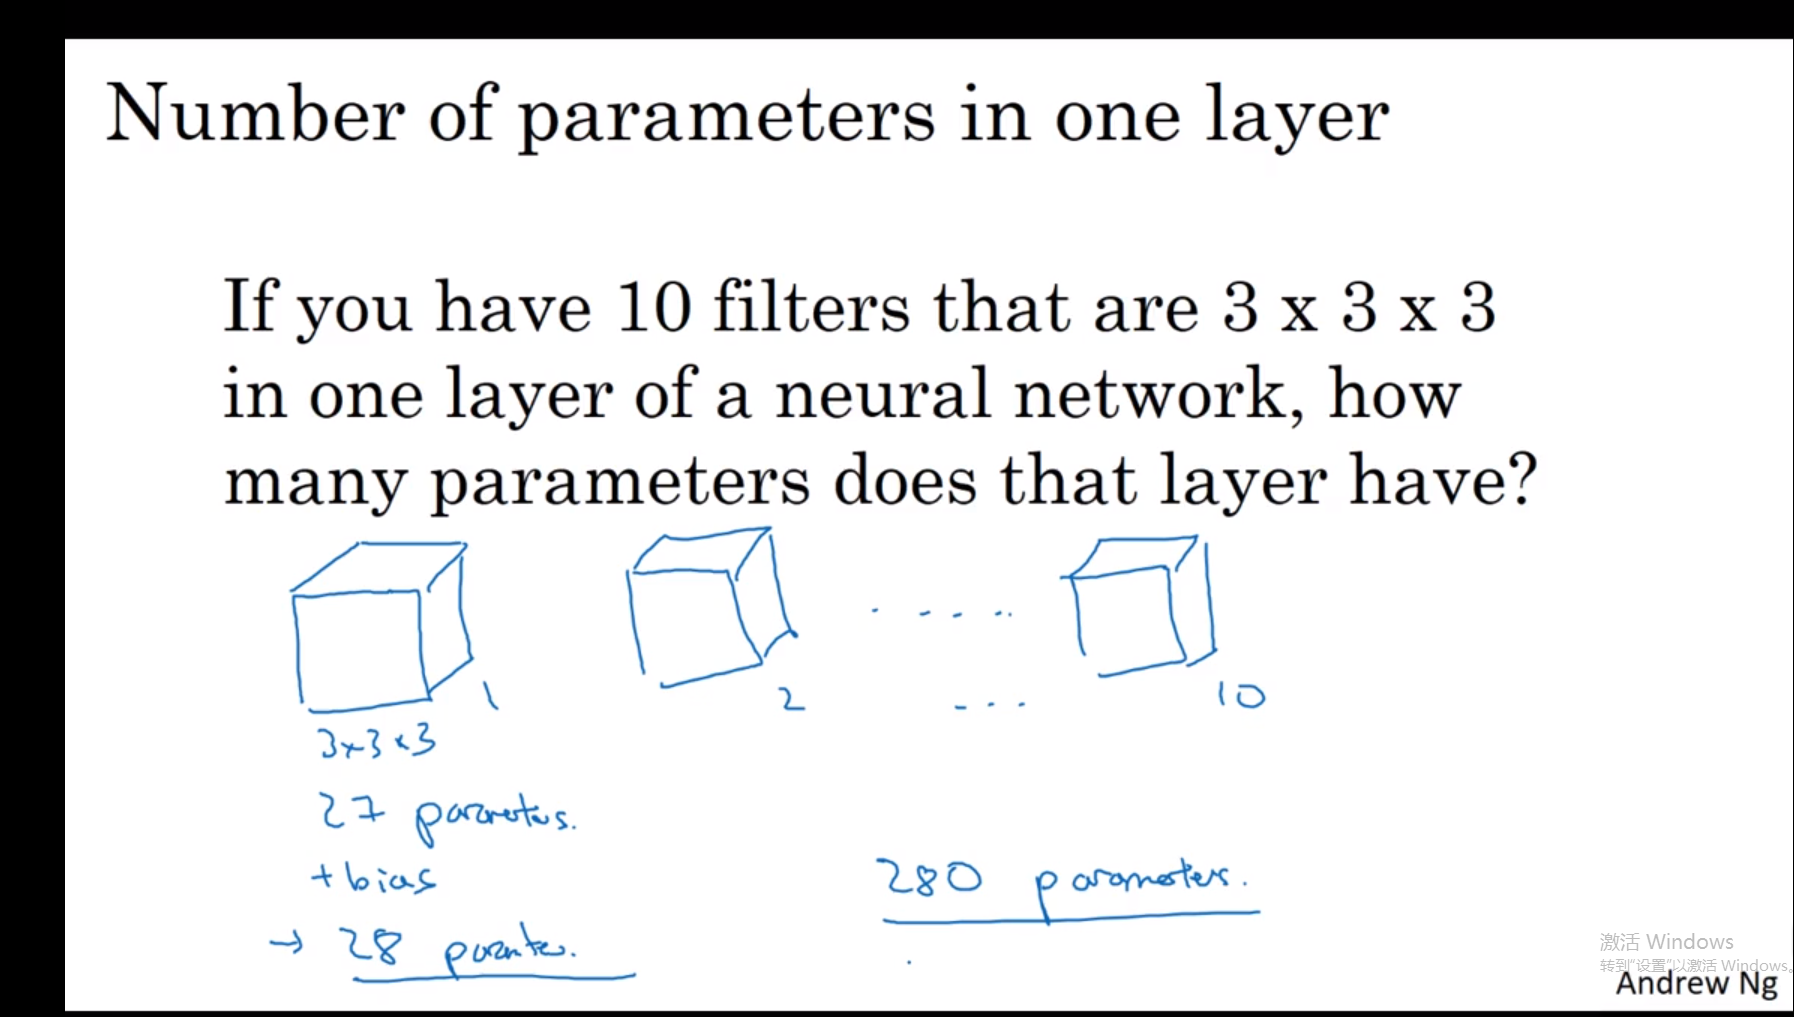 Number of parameters in one layer
If you have 10 filters that are 3 x 3 x 3
in one layer of a neural network, how
many parameters does that layer have?
1
2
10
3x3x3
27 parameters.
+ bias
→ 28 parameters.
280 parameters.
激活 Windows
转到"设置"以激活 Windows。
Andrew Ng